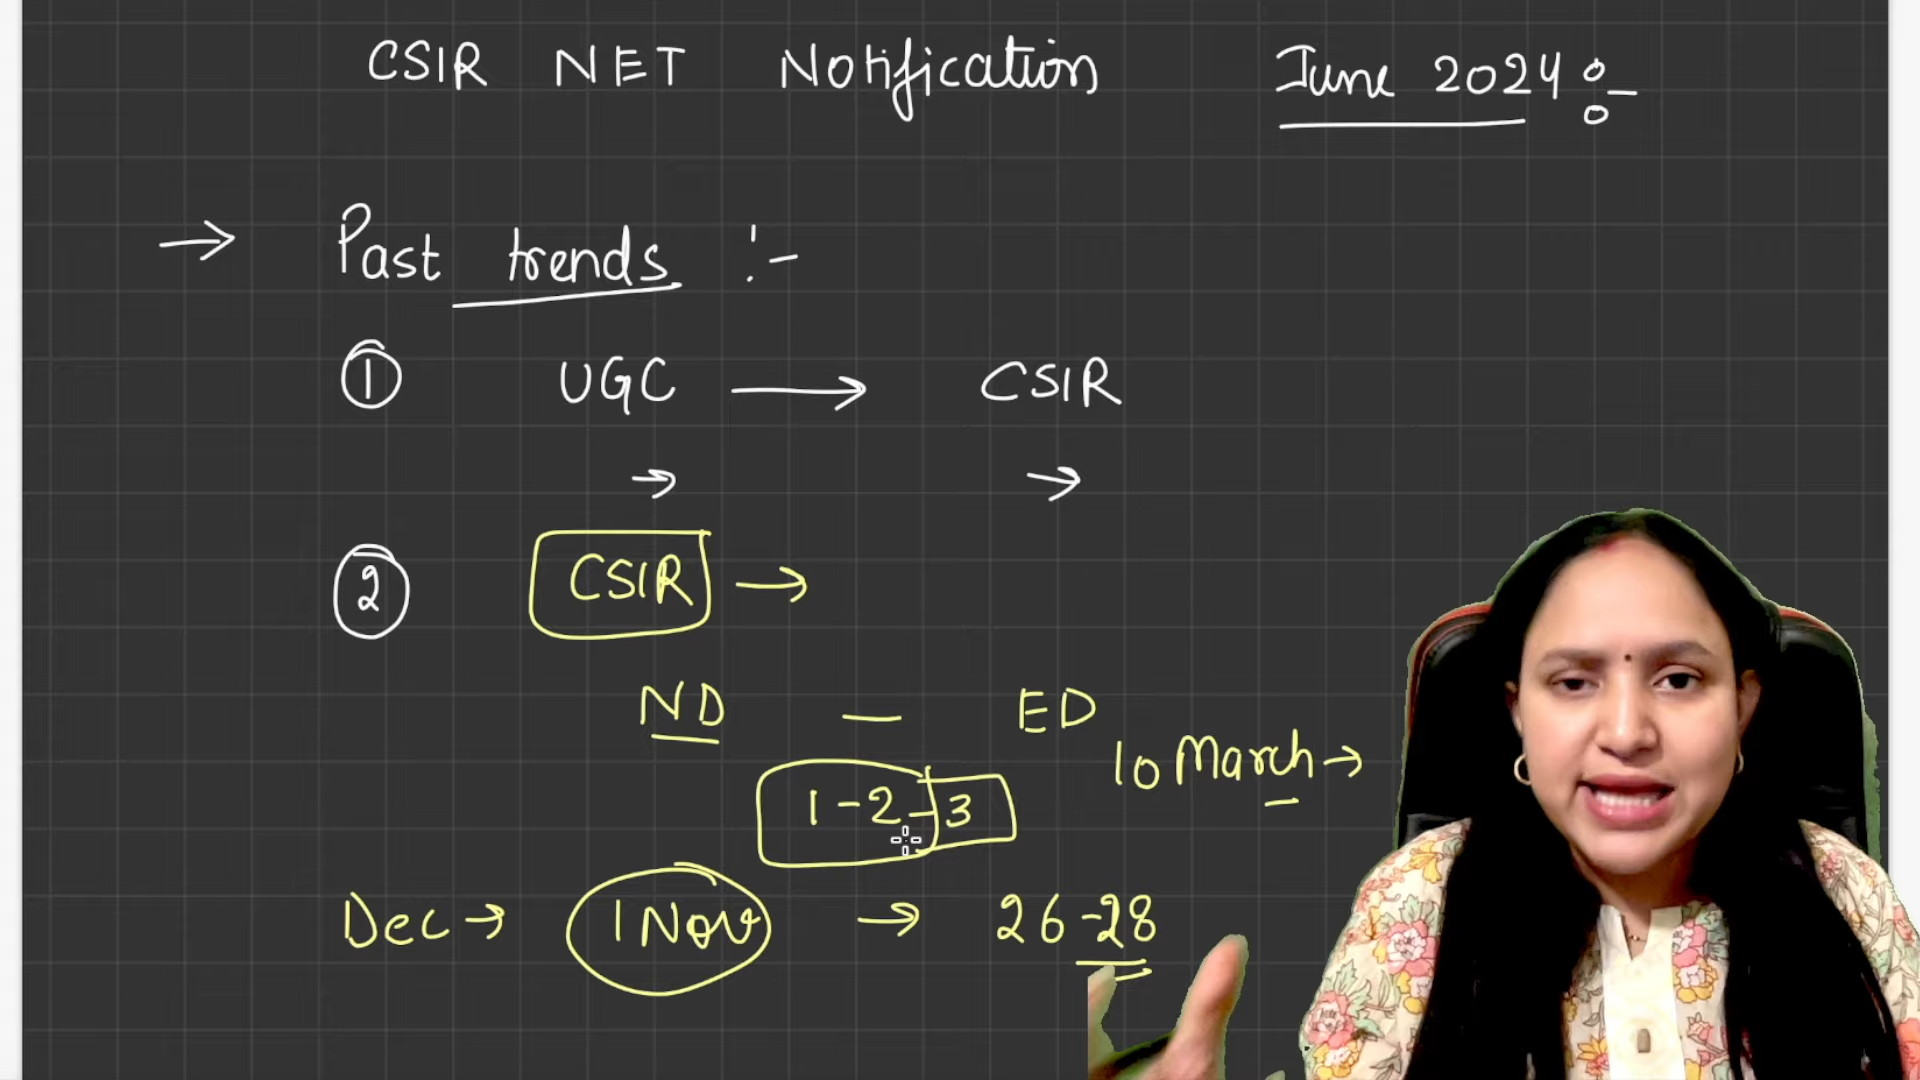 CSIR NET Notification June 2024 :-
→ Past trends :-
① UGC → CSIR
→ →
② CSIR →
ND — ED
10 March →
1-2-3
Dec → 1 Nov → 26-28